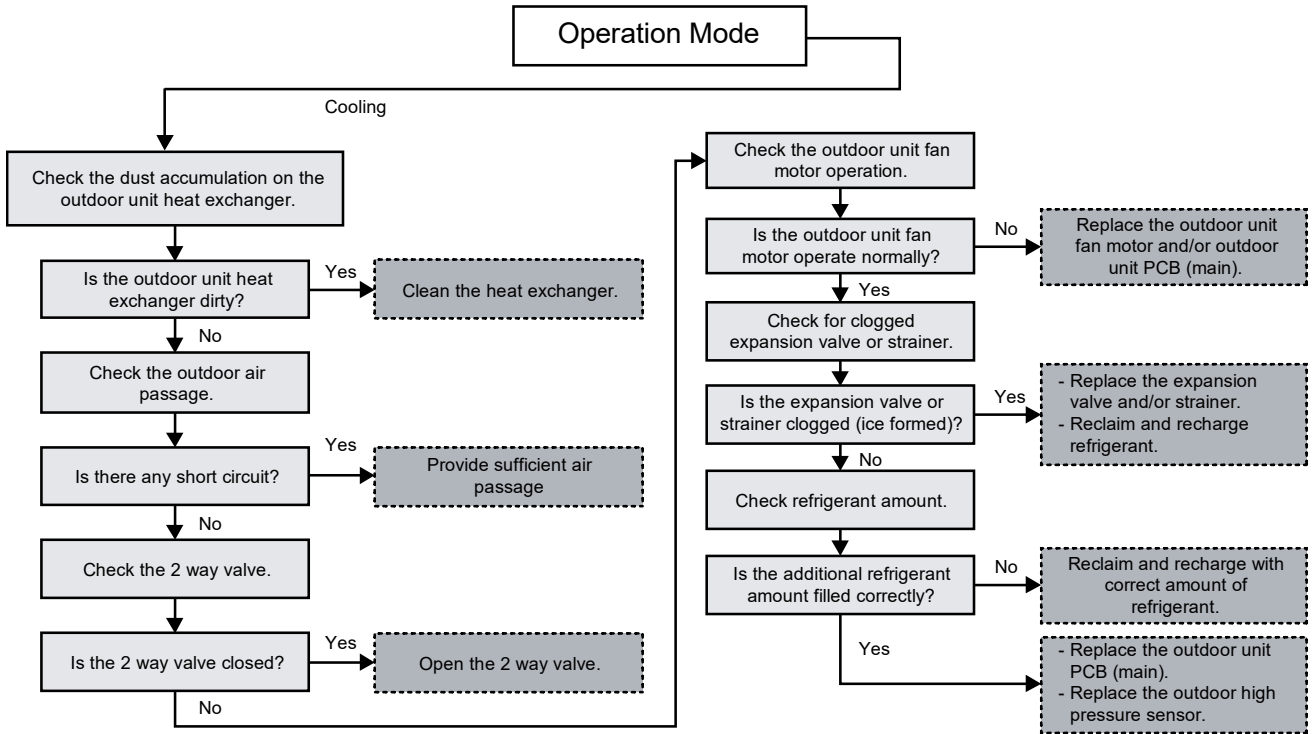 Operation Mode
Cooling
Check the dust accumulation on the
outdoor unit heat exchanger.
Is the outdoor unit heat
exchanger dirty?
Yes
Clean the heat exchanger.
No
Check the outdoor air
passage.
Is there any short circuit?
Yes
Provide sufficient air
passage
No
Check the 2 way valve.
Is the 2 way valve closed?
Yes
Open the 2 way valve.
No
Check the outdoor unit fan
motor operation.
Is the outdoor unit fan
motor operate normally?
No
Replace the outdoor unit
fan motor and/or outdoor
unit PCB (main).
Yes
Check for clogged
expansion valve or strainer.
Is the expansion valve or
strainer clogged (ice formed)?
Yes
- Replace the expansion
valve and/or strainer.
- Reclaim and recharge
refrigerant.
No
Check refrigerant amount.
Is the additional refrigerant
amount filled correctly?
No
Reclaim and recharge with
correct amount of
refrigerant.
Yes
- Replace the outdoor unit
PCB (main).
- Replace the outdoor high
pressure sensor.